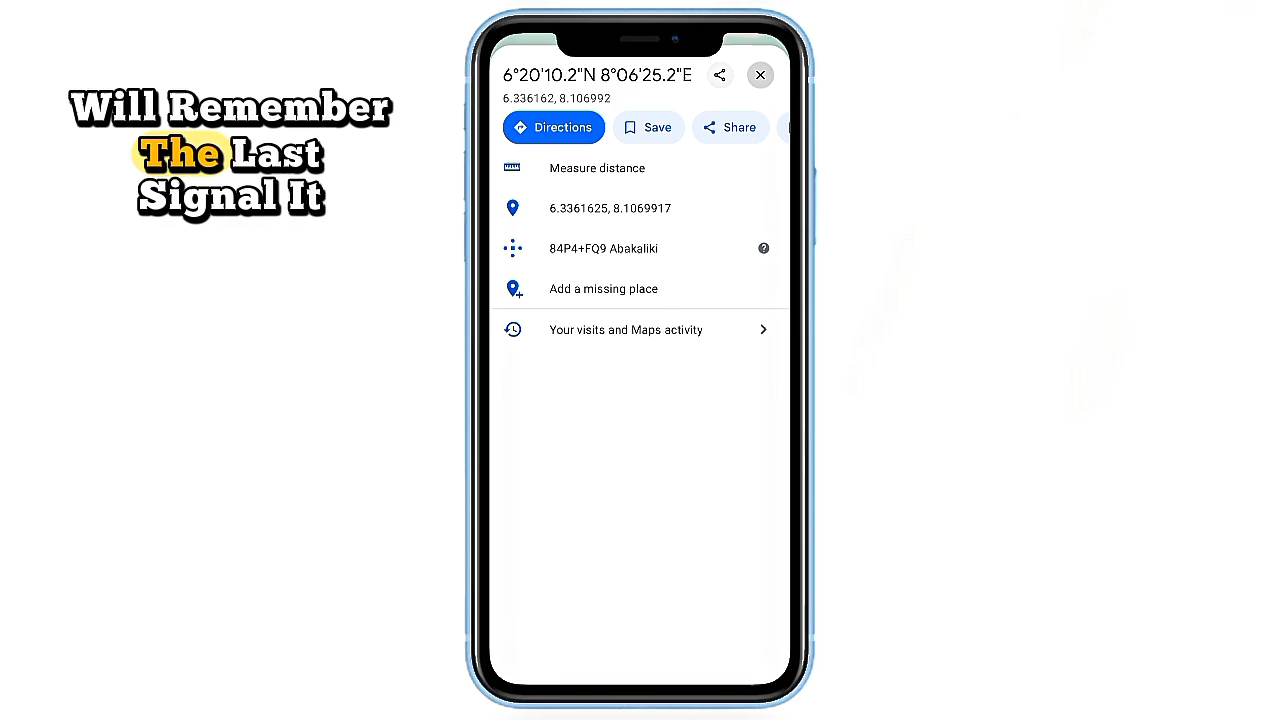 Will Remember
The Last
Signal It
6°20'10.2"N 8°06'25.2"E
6.336162, 8.106992
Directions
Save
Share
Measure distance
6.3361625, 8.1069917
84P4+FQ9 Abakaliki
Add a missing place
Your visits and Maps activity